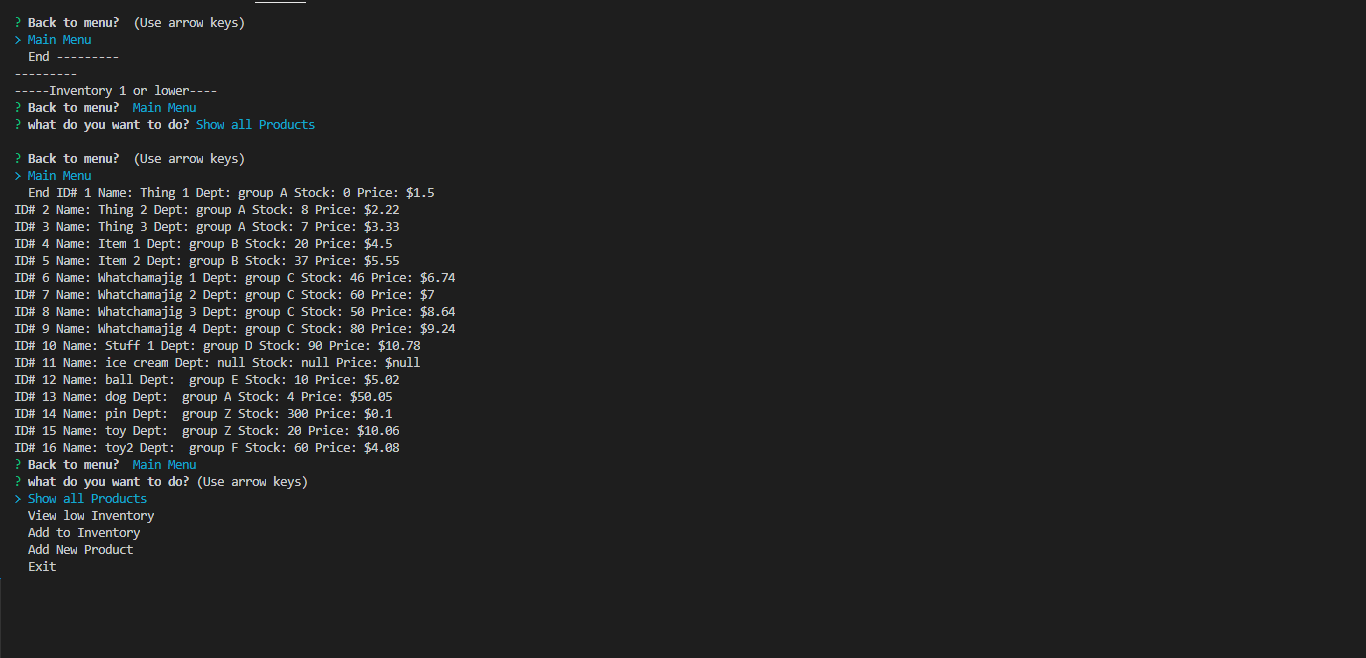 ? Back to menu?  (Use arrow keys)
> Main Menu
  End ---------
---------
-----Inventory 1 or lower----
? Back to menu?  Main Menu
? what do you want to do? Show all Products
? Back to menu?  (Use arrow keys)
> Main Menu
  End ID# 1 Name: Thing 1 Dept: group A Stock: 0 Price: $1.5
ID# 2 Name: Thing 2 Dept: group A Stock: 8 Price: $2.22
ID# 3 Name: Thing 3 Dept: group A Stock: 7 Price: $3.33
ID# 4 Name: Item 1 Dept: group B Stock: 20 Price: $4.5
ID# 5 Name: Item 2 Dept: group B Stock: 37 Price: $5.55
ID# 6 Name: Whatchamajig 1 Dept: group C Stock: 46 Price: $6.74
ID# 7 Name: Whatchamajig 2 Dept: group C Stock: 60 Price: $7
ID# 8 Name: Whatchamajig 3 Dept: group C Stock: 50 Price: $8.64
ID# 9 Name: Whatchamajig 4 Dept: group C Stock: 80 Price: $9.24
ID# 10 Name: Stuff 1 Dept: group D Stock: 90 Price: $10.78
ID# 11 Name: ice cream Dept: null Stock: null Price: $null
ID# 12 Name: ball Dept:  group E Stock: 10 Price: $5.02
ID# 13 Name: dog Dept:  group A Stock: 4 Price: $50.05
ID# 14 Name: pin Dept:  group Z Stock: 300 Price: $0.1
ID# 15 Name: toy Dept:  group Z Stock: 20 Price: $10.06
ID# 16 Name: toy2 Dept:  group F Stock: 60 Price: $4.08
? Back to menu?  Main Menu
? what do you want to do? (Use arrow keys)
> Show all Products
  View low Inventory
  Add to Inventory
  Add New Product
  Exit